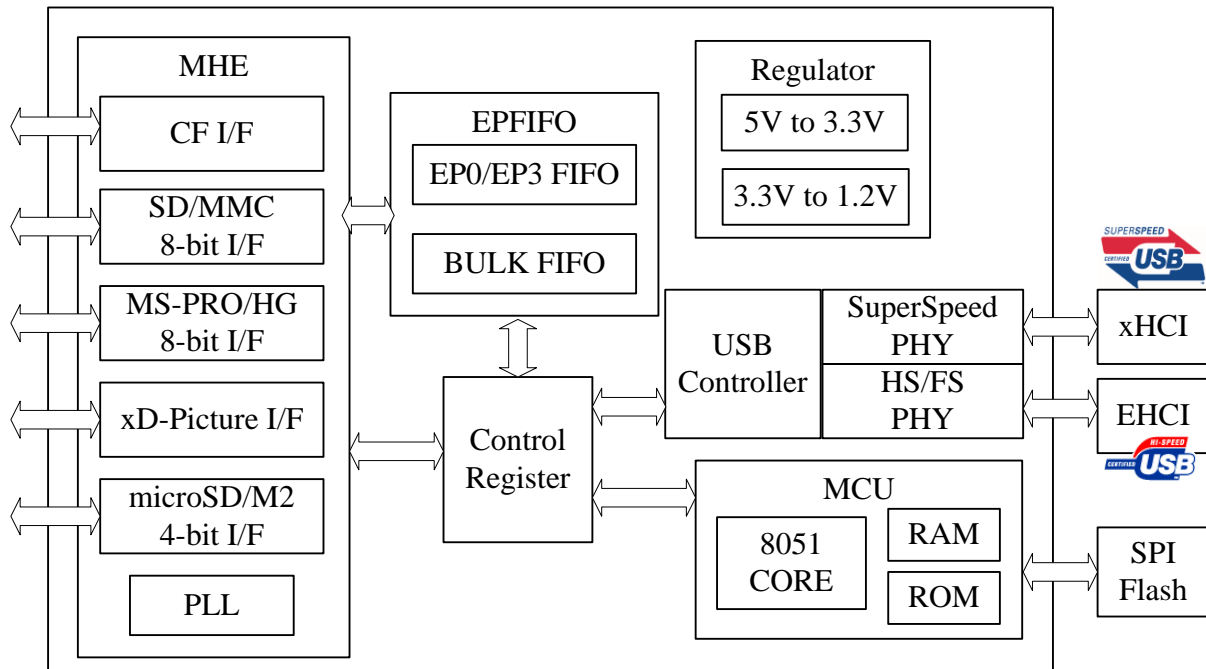 MHE
CF I/F
SD/MMC
8-bit I/F
MS-PRO/HG
8-bit I/F
xD-Picture I/F
microSD/M2
4-bit I/F
PLL
EPFIFO
EP0/EP3 FIFO
BULK FIFO
Control
Register
Regulator
5V to 3.3V
3.3V to 1.2V
USB
Controller
SuperSpeed
PHY
HS/FS
PHY
MCU
8051
CORE
RAM
ROM
SUPERSPEED
CERTIFIED USB
xHCI
EHCI
HI-SPEED
CERTIFIED USB
SPI
Flash